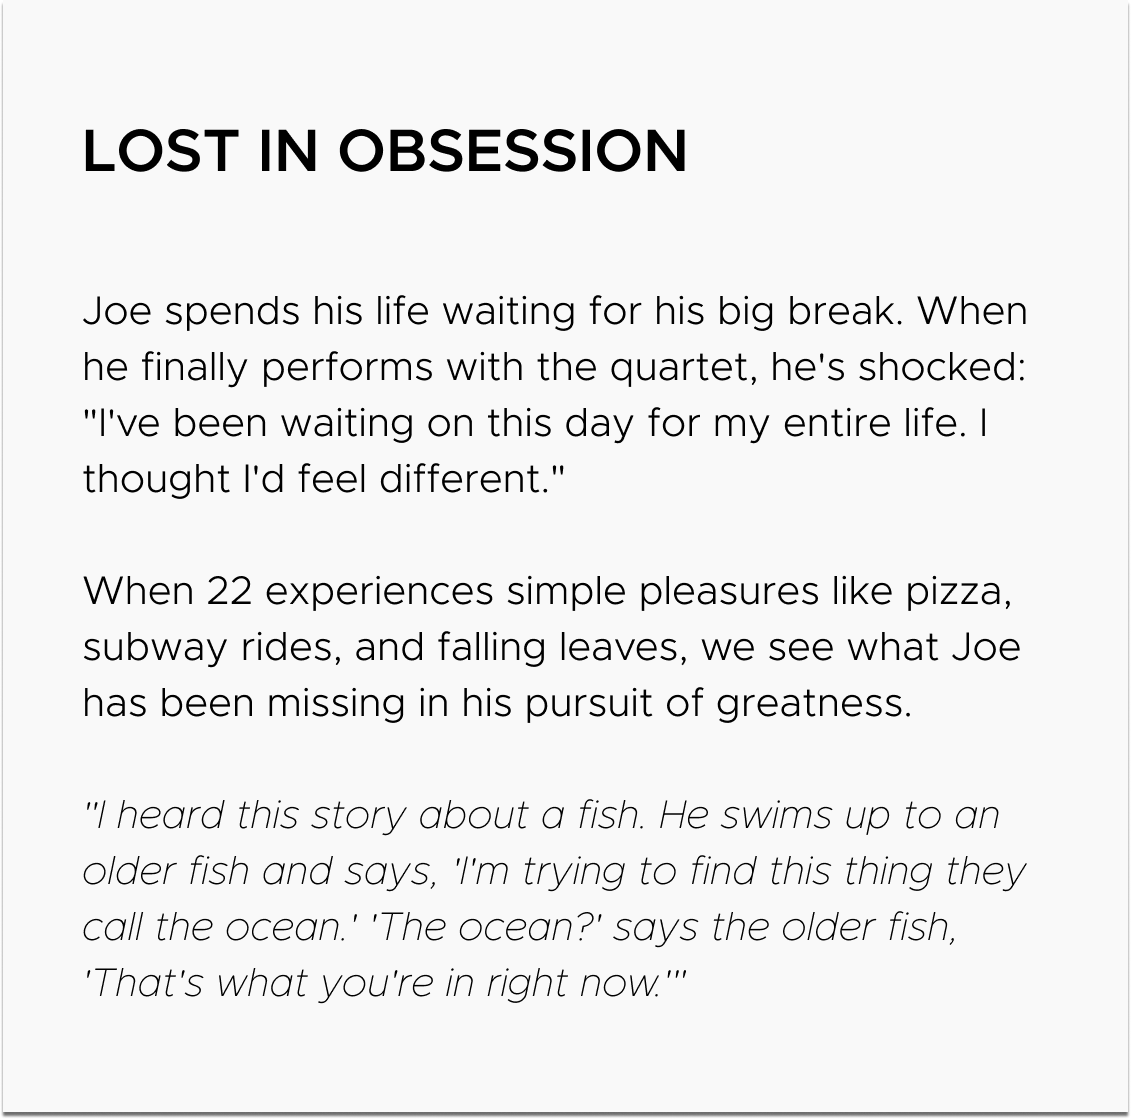 LOST IN OBSESSION
Joe spends his life waiting for his big break. When
he finally performs with the quartet, he's shocked:
"I've been waiting on this day for my entire life. I
thought I'd feel different."
When 22 experiences simple pleasures like pizza,
subway rides, and falling leaves, we see what Joe
has been missing in his pursuit of greatness.
"I heard this story about a fish. He swims up to an
older fish and says, 'I'm trying to find this thing they
call the ocean.' 'The ocean?' says the older fish,
'That's what you're in right now.'"